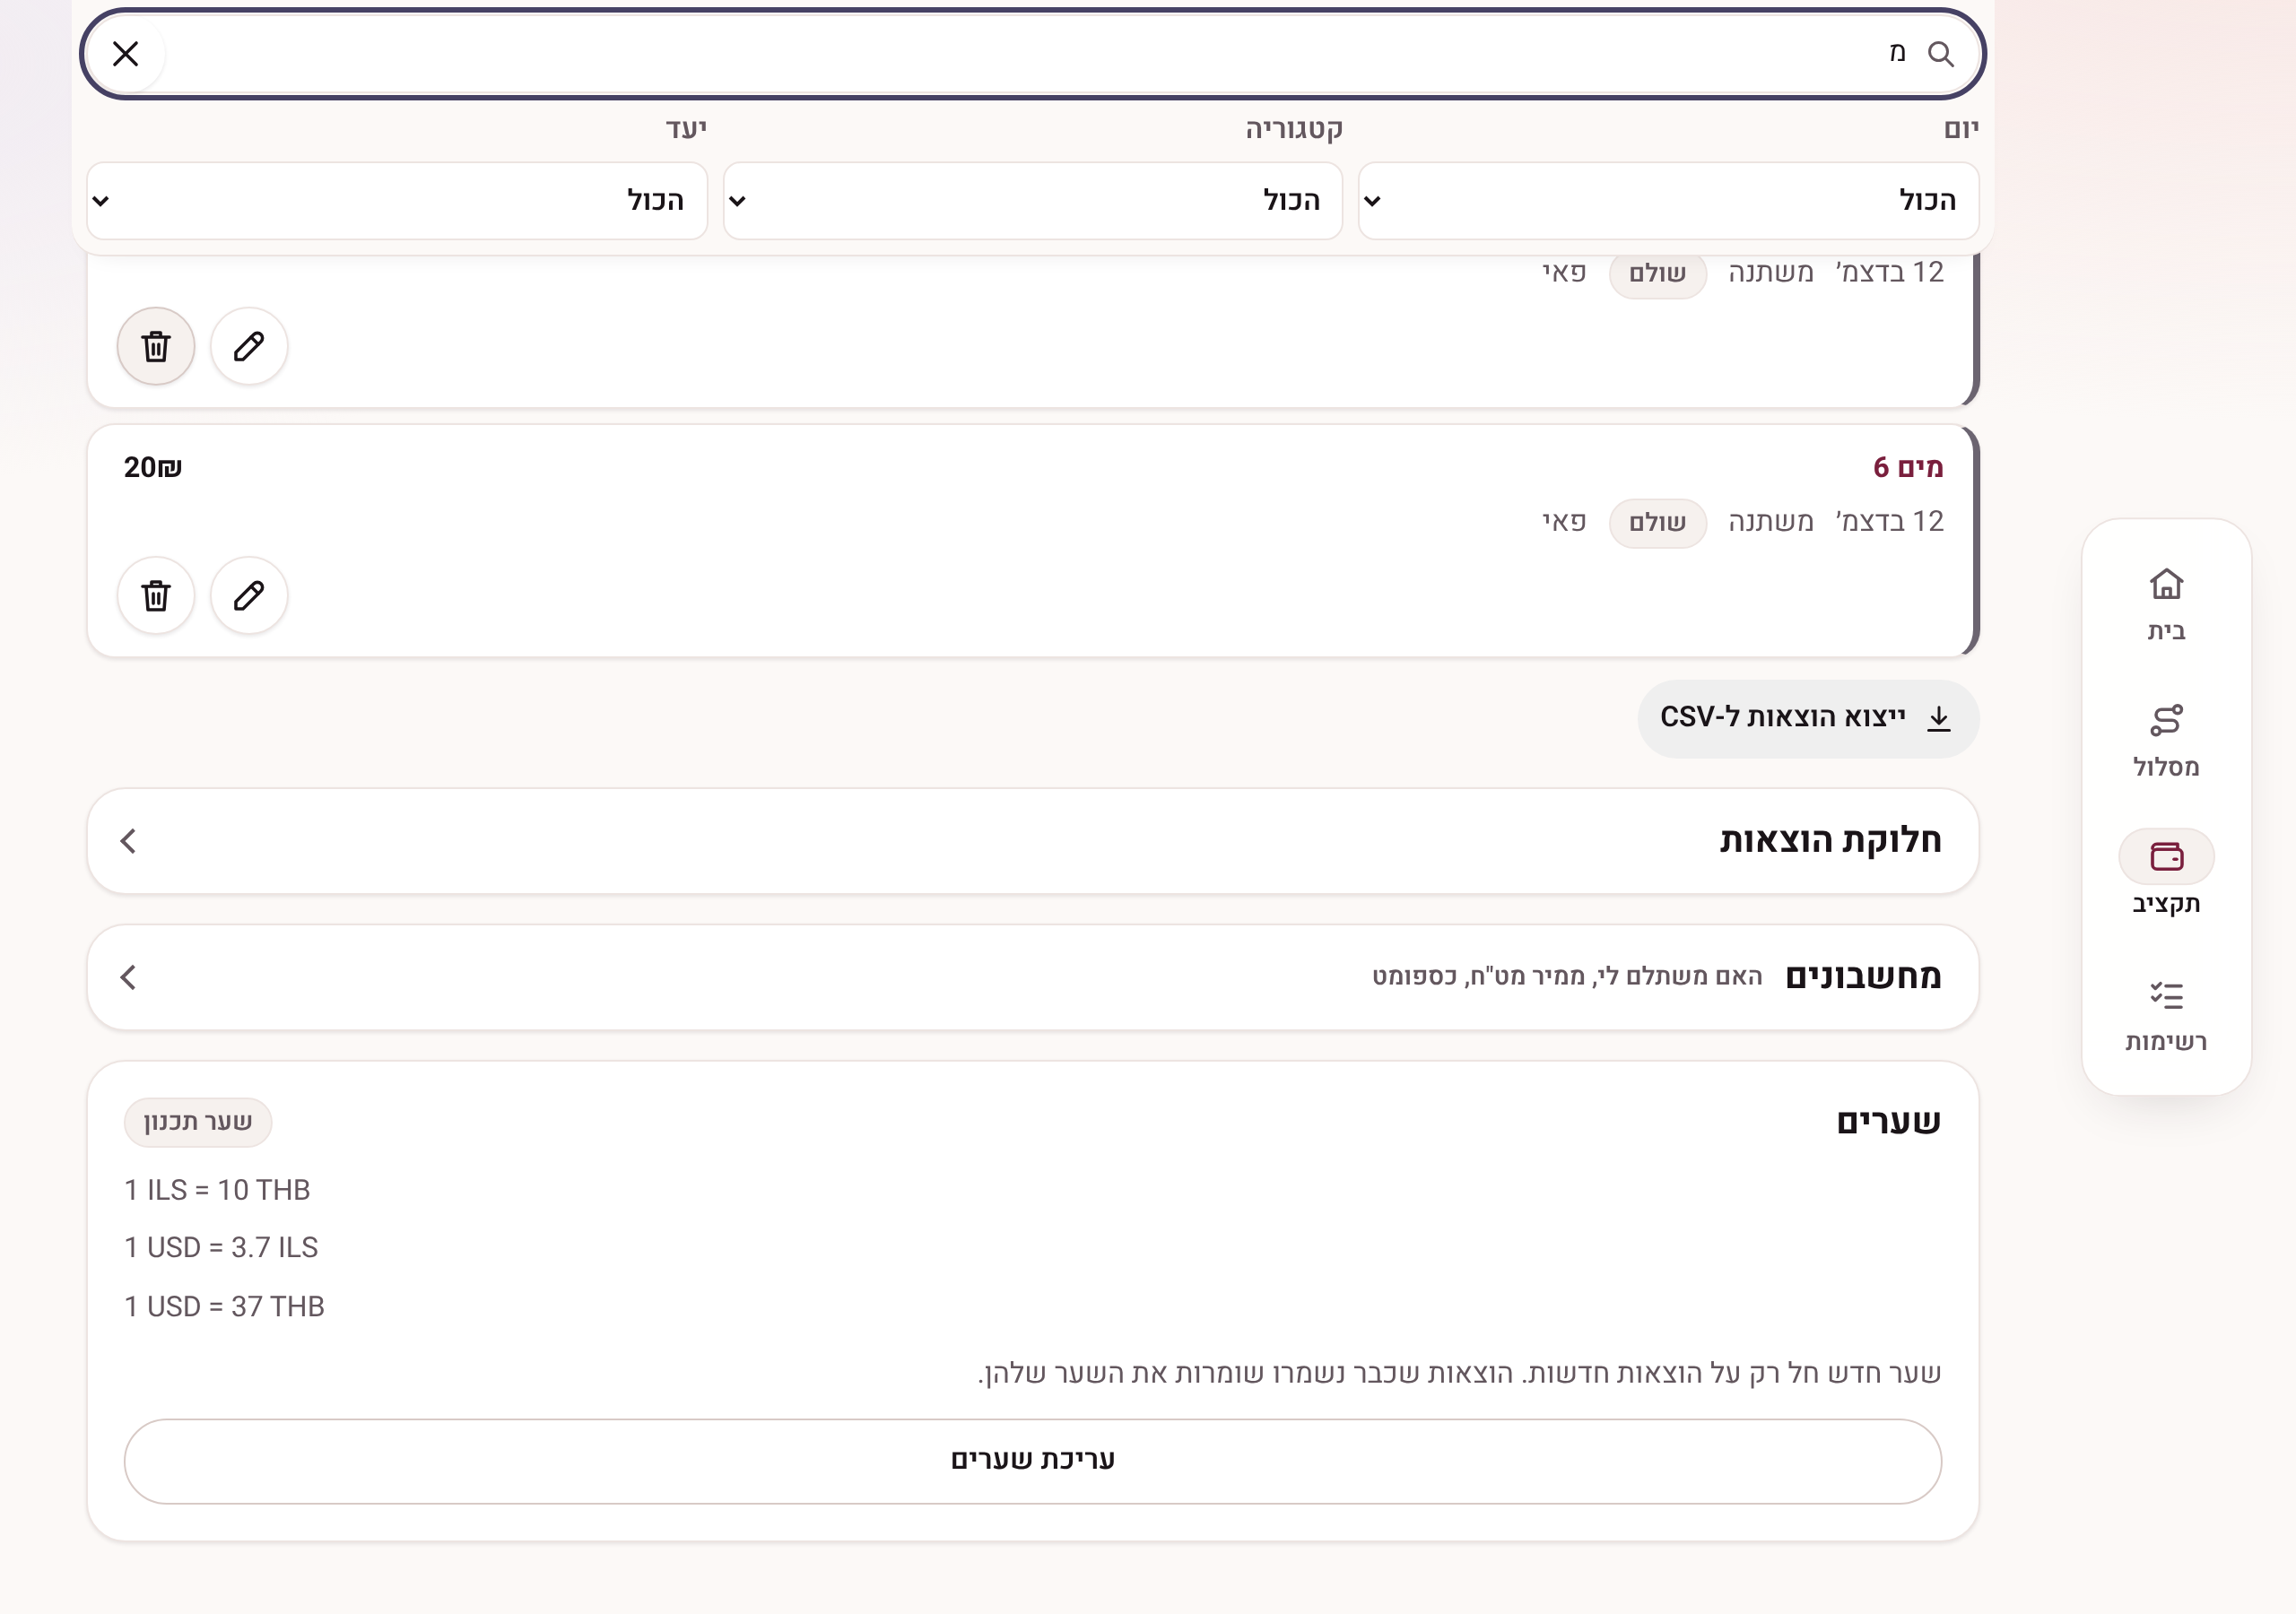 מ
יום
קטגוריה
יעד
הכול
הכול
הכול
12 בדצמ׳ משתנה שולם פאי
מים 6
20₪
12 בדצמ׳ משתנה שולם פאי
ייצוא הוצאות ל-CSV
חלוקת הוצאות
מחשבונים האם משתלם לי, ממיר מט"ח, כספומט
שערים
שער תכנון
1 ILS = 10 THB
1 USD = 3.7 ILS
1 USD = 37 THB
שער חדש חל רק על הוצאות חדשות. הוצאות שכבר נשמרו שומרות את השער שלהן.
עריכת שערים
בית
מסלול
תקציב
רשימות